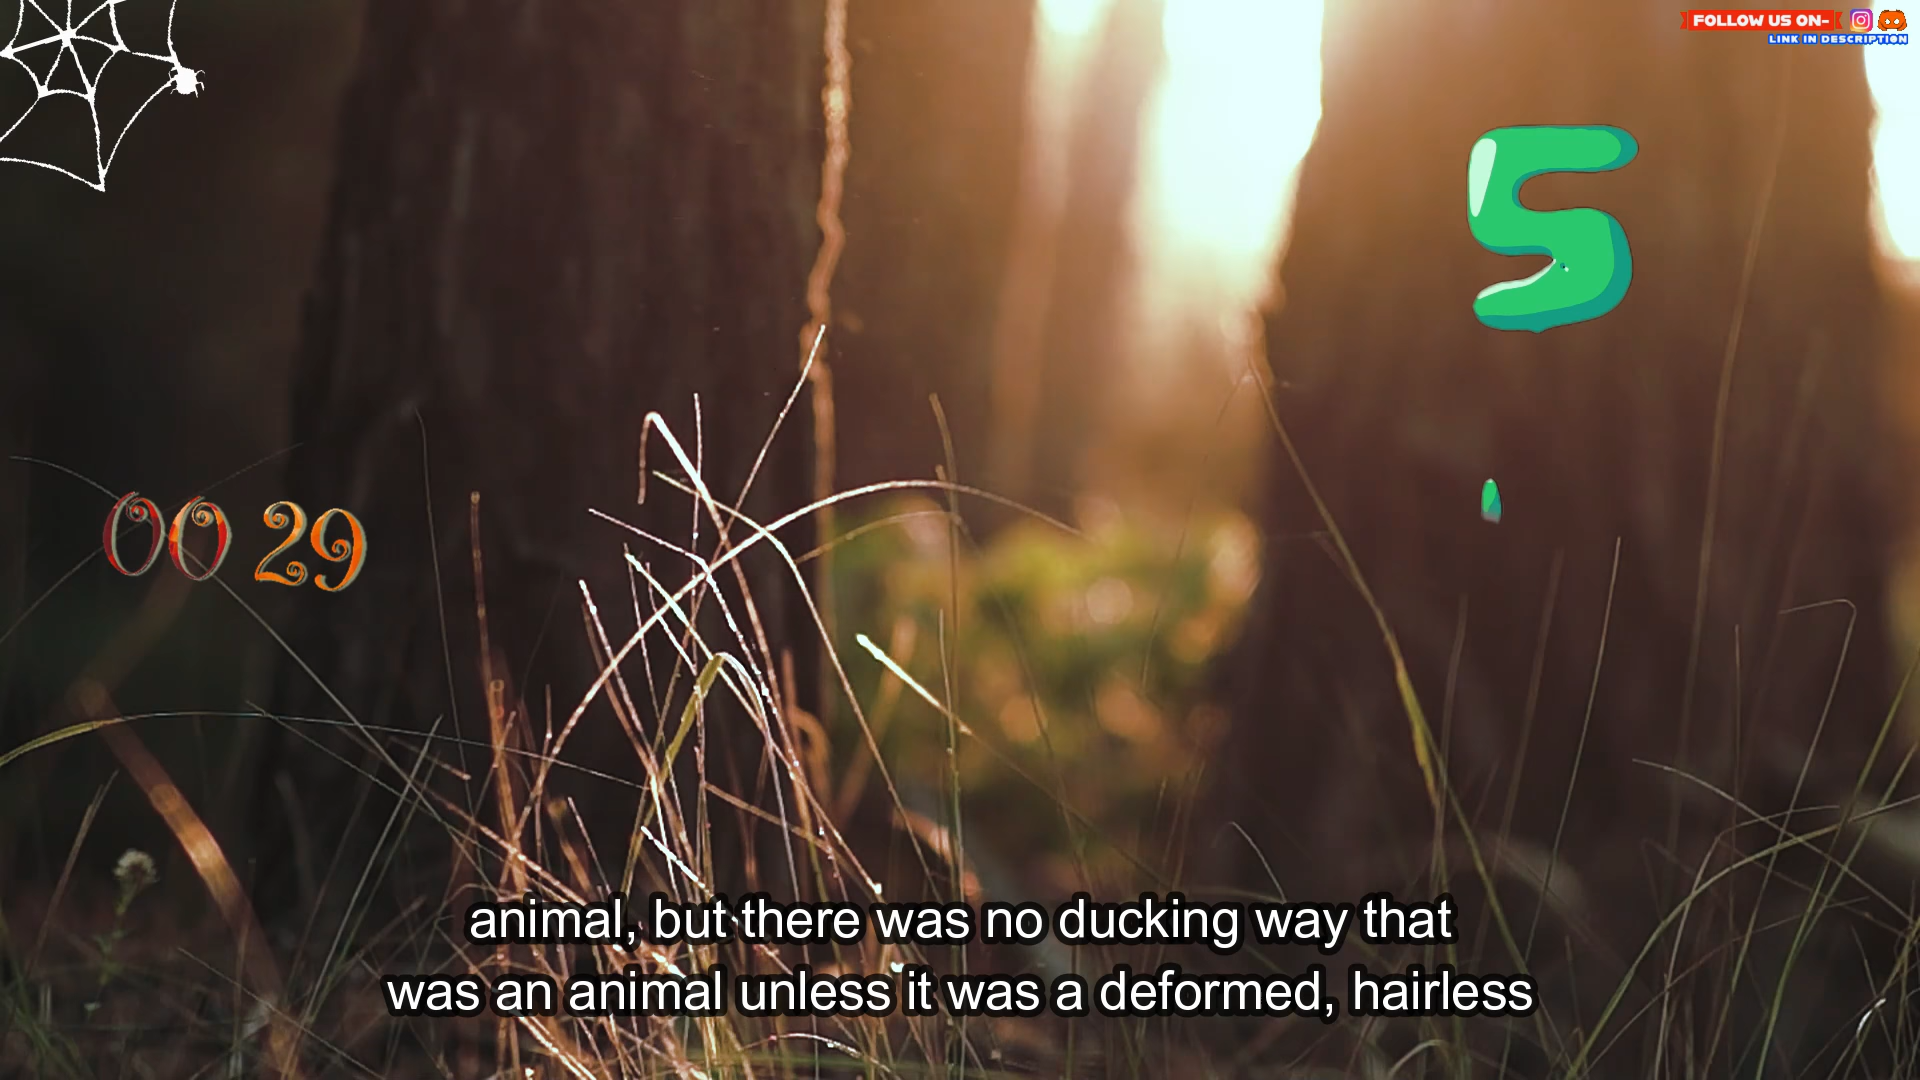 FOLLOW US ON-
LINK IN DESCRIPTION
5
00 29
animal, but there was no ducking way that
was an animal unless it was a deformed, hairless